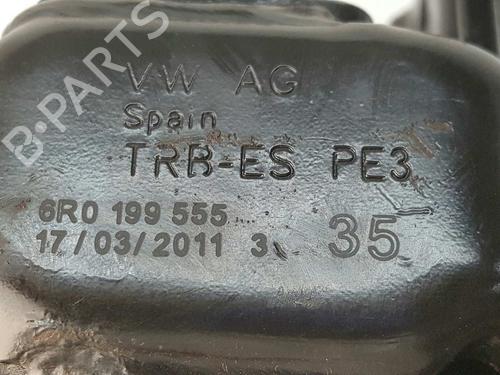 B-PARTS
VW AG
Spain
TRB-ES PE3
6R0 199 555
17/03/2011 3 35